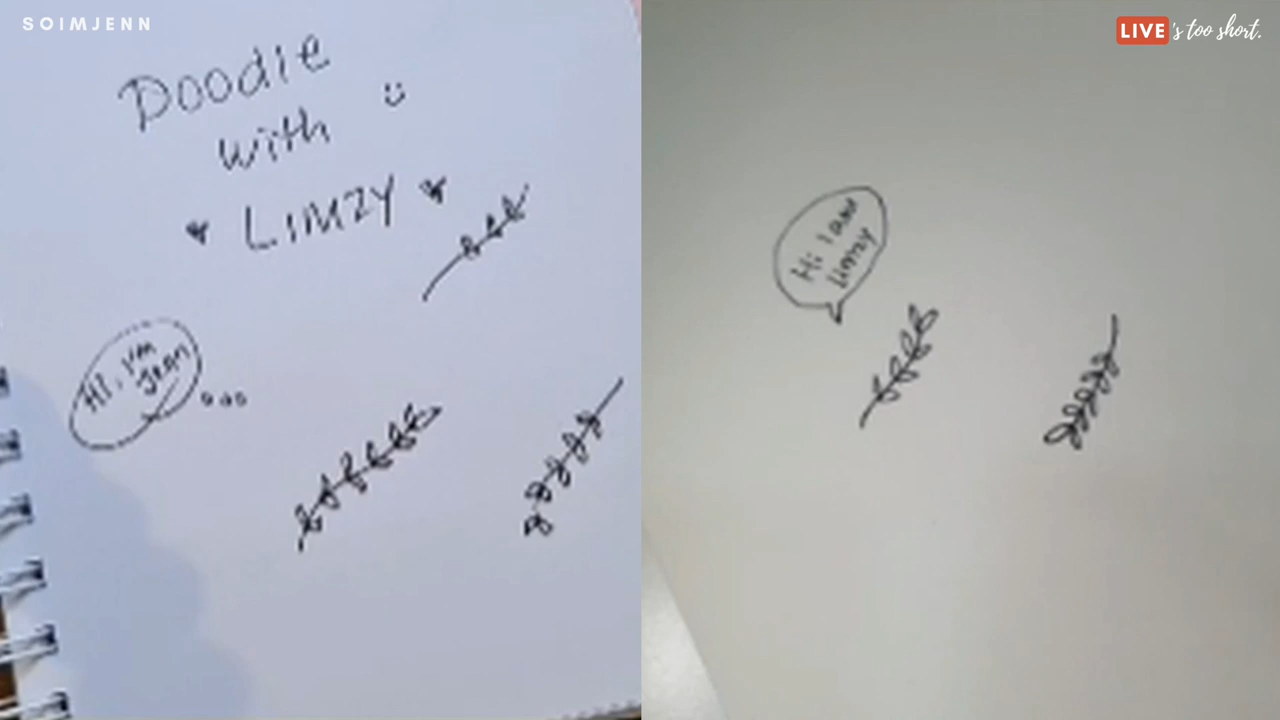 SOIMJENN
Doodle
with
LIMZY
Hi, I'm
Jenn
LIVE's too short.
Hi I am
Limzy